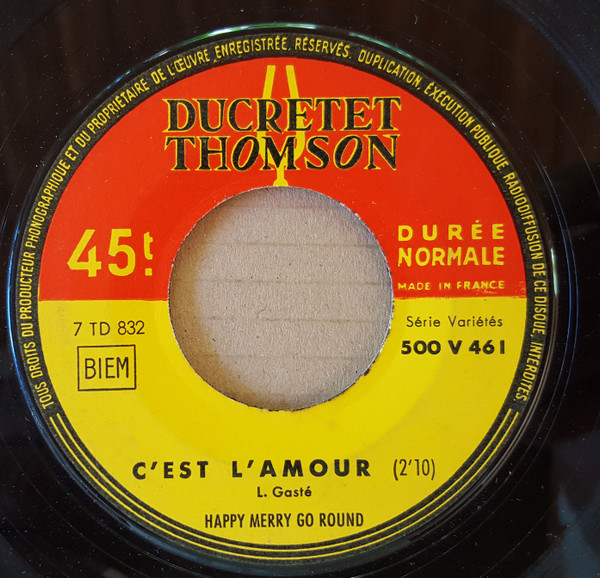 TOUS DROITS DU PRODUCTEUR PHONOGRAPHIQUE ET DU PROPRIÉTAIRE DE L'ŒUVRE ENREGISTRÉE, RÉSERVÉS. DUPLICATION, EXÉCUTION PUBLIQUE, RADIODIFFUSION DE CE DISQUE, INTERDITES.
DUCRETET
THOMSON
45t.
DURÉE
NORMALE
MADE IN FRANCE
7 TD 832
BIEM
Série Variétés
500 V 461
C'EST L'AMOUR (2'10)
L. Gasté
HAPPY MERRY GO ROUND